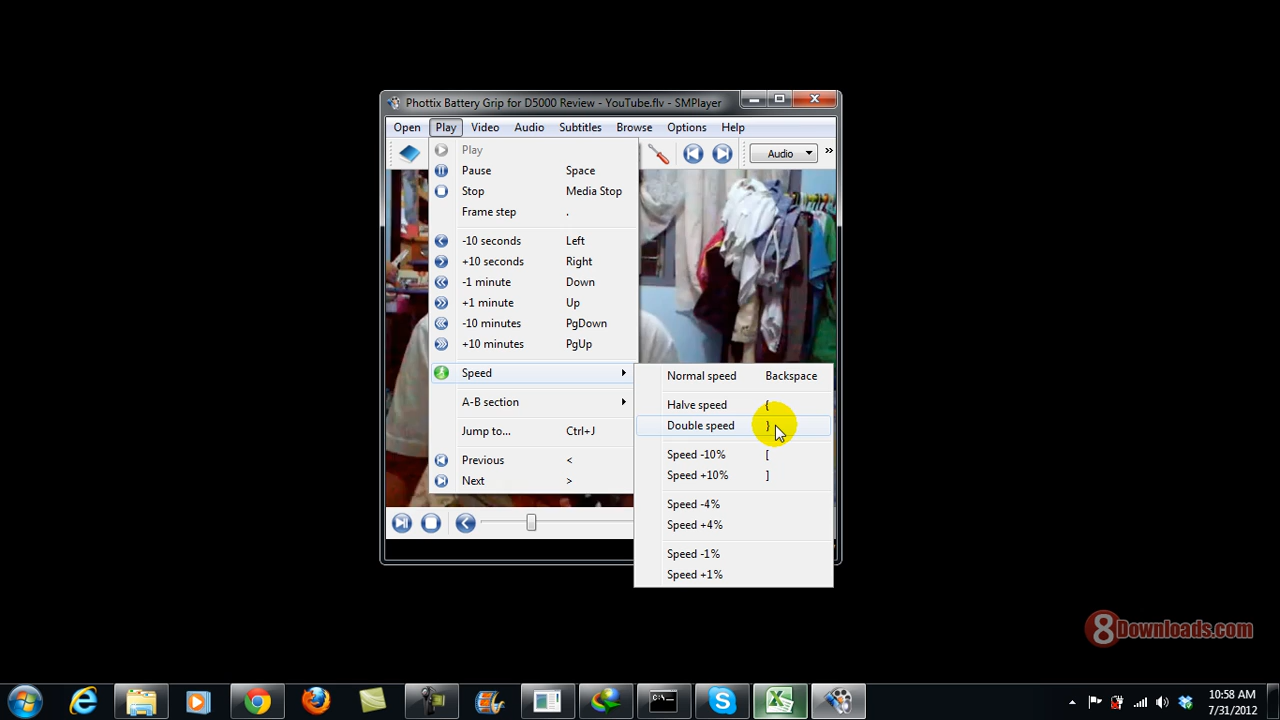 Phottix Battery Grip for D5000 Review - YouTube.flv - SMPlayer
Open Play Video Audio Subtitles Browse Options Help
Audio »
Play
Pause Space
Stop Media Stop
Frame step .
-10 seconds Left
+10 seconds Right
-1 minute Down
+1 minute Up
-10 minutes PgDown
+10 minutes PgUp
Speed
A-B section
Jump to... Ctrl+J
Previous <
Next >
Normal speed Backspace
Halve speed {
Double speed }
Speed -10% [
Speed +10% ]
Speed -4%
Speed +4%
Speed -1%
Speed +1%
8Downloads.com
10:58 AM
7/31/2012